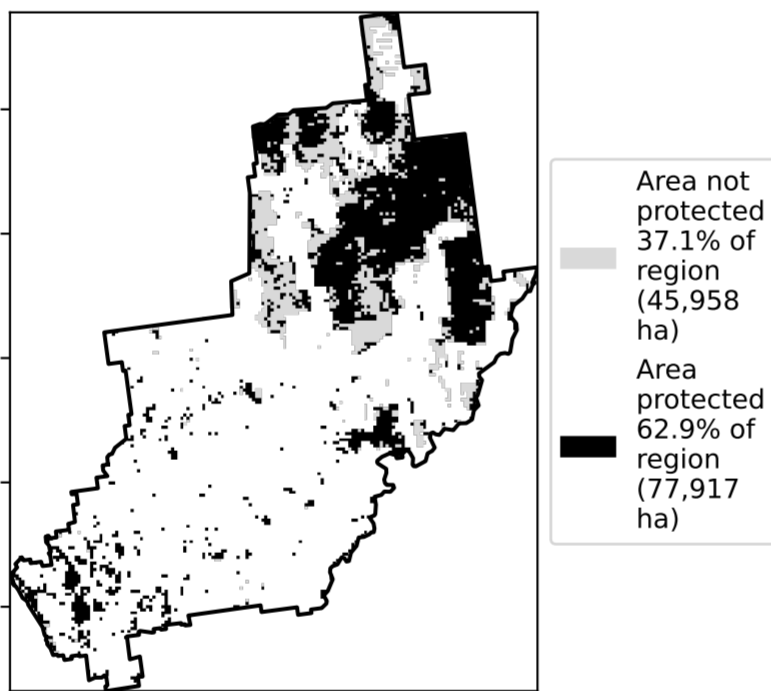 Area not
protected
37.1% of
region
(45,958
ha)
Area
protected
62.9% of
region
(77,917
ha)